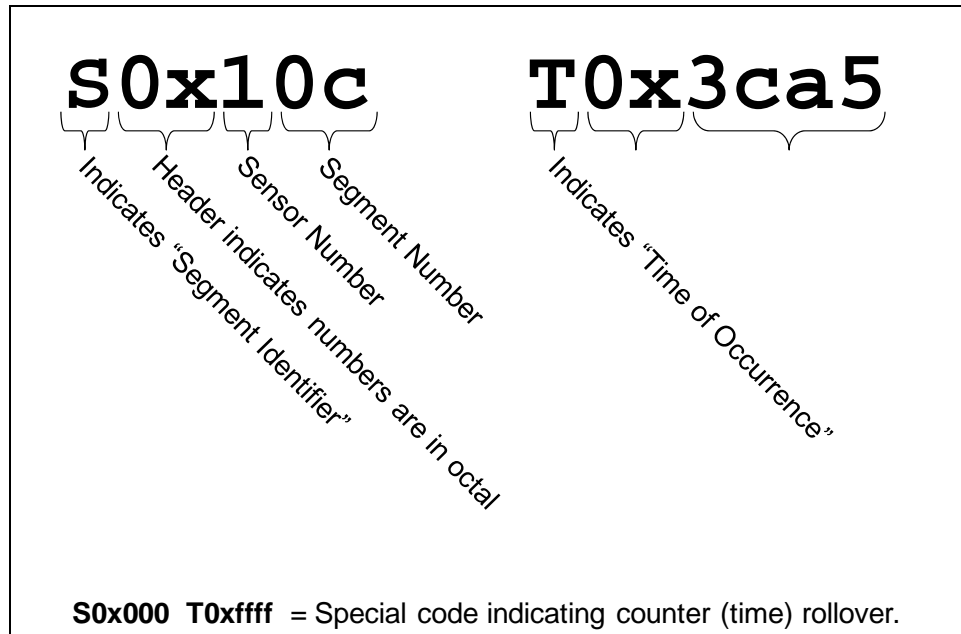 S0x10c T0x3ca5
Indicates “Segment Identifier”
Header indicates numbers are in octal
Sensor Number
Segment Number
Indicates “Time of Occurrence”
S0x000 T0xffff = Special code indicating counter (time) rollover.